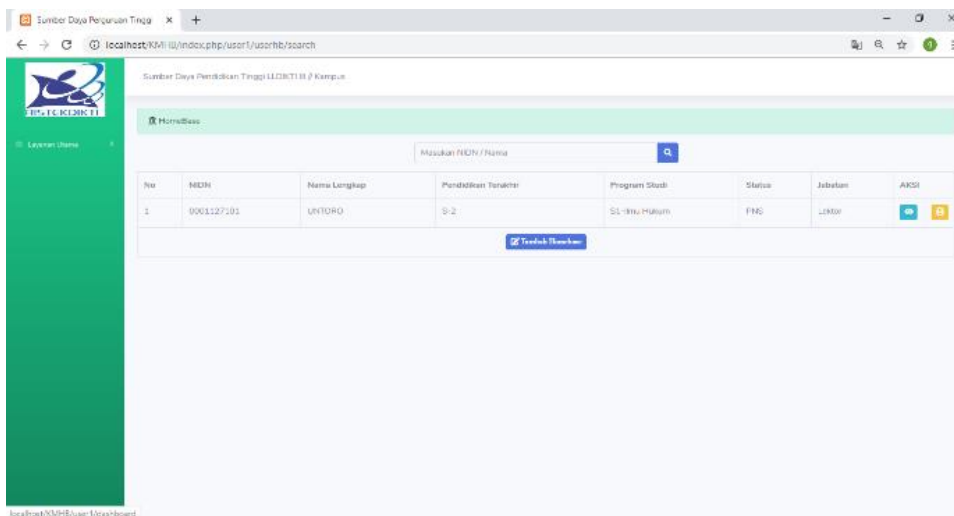 Sumber Daya Perguruan Tingg
localhost/KMHB/index.php/user1/userhb/search
Sumber Daya Pendidikan Tinggi LLDIKTI III // Kampus
RISTEKDIKTI
HomeBase
Layanan Utama
Masukan NIDN / Nama
No NIDN Nama Lengkap Pendidikan Terakhir Program Studi Status Jabatan AKSI
1 0001127101 UNTORO S-2 S1-Ilmu Hukum PNS Lektor
Tambah
localhost/KMHB/user1/dashboard